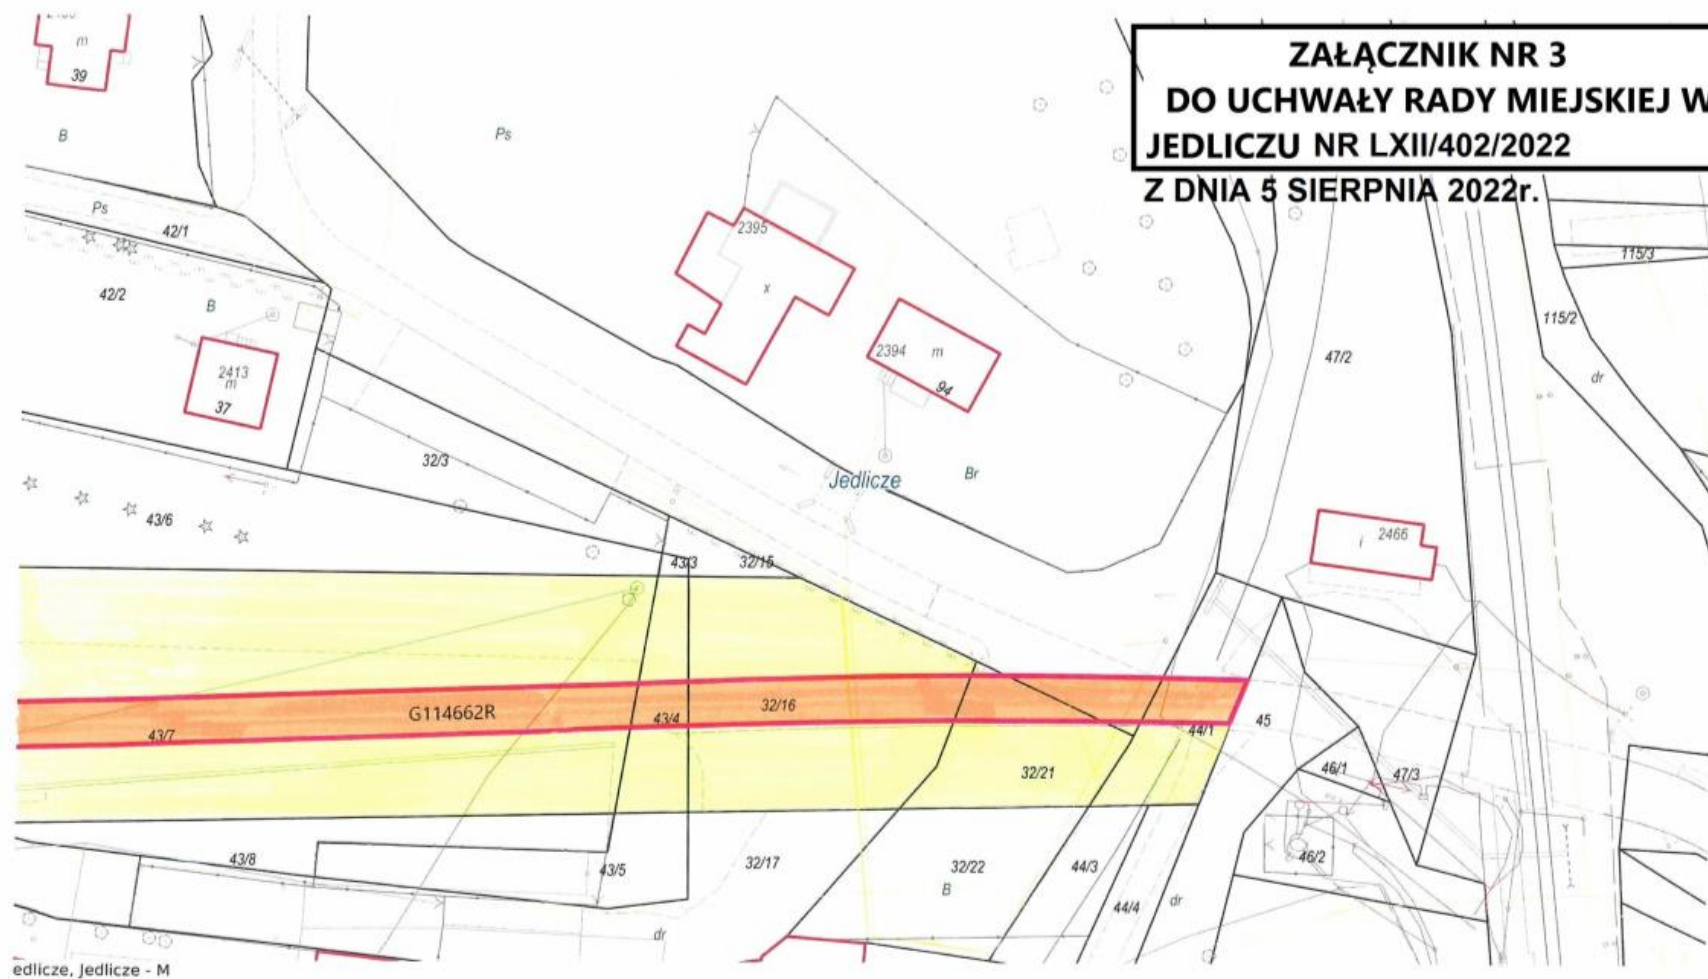 ZAŁĄCZNIK NR 3
DO UCHWAŁY RADY MIEJSKIEJ W
JEDLICZU NR LXII/402/2022
Z DNIA 5 SIERPNIA 2022r.
m
39
B
Ps
Ps
42/1
42/2
B
2413
m
37
2395
x
2394 m
94
115/3
115/2
47/2
dr
32/3
Jedlicze
Br
43/6
2466
i
43/3
32/15
G114662R
43/4
32/16
43/7
44/1
45
32/21
46/1
47/3
43/8
43/5
32/17
32/22
B
44/3
46/2
44/4
dr
dr
edlicze, Jedlicze - M